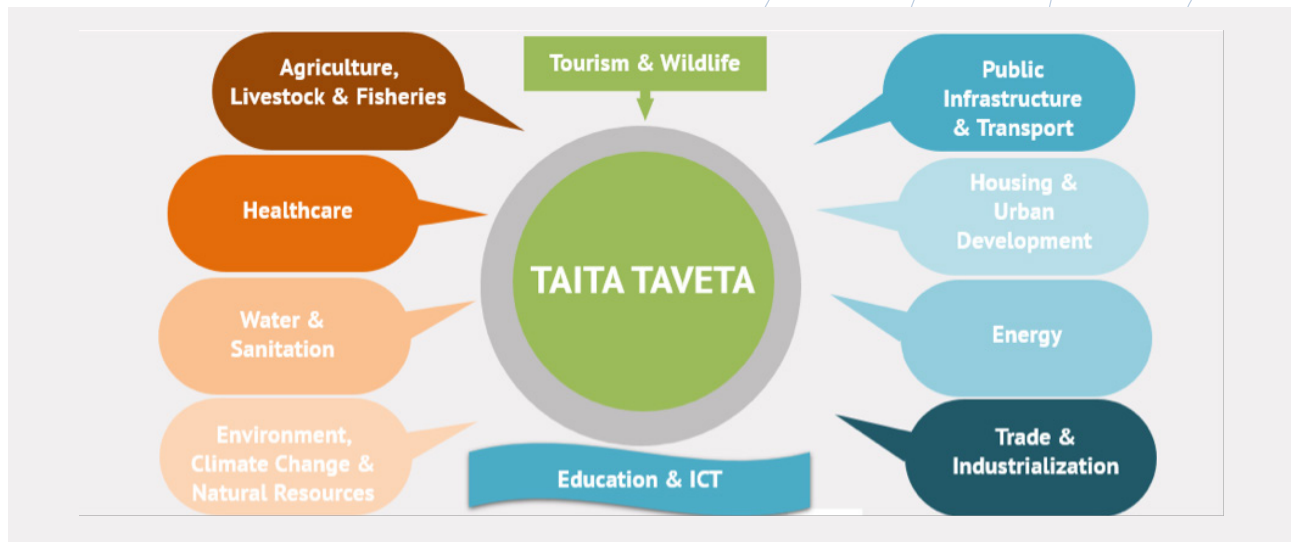 Agriculture,
Livestock & Fisheries
Tourism & Wildlife
Public
Infrastructure
& Transport
Healthcare
Housing &
Urban
Development
TAITA TAVETA
Water &
Sanitation
Energy
Environment,
Climate Change &
Natural Resources
Education & ICT
Trade &
Industrialization